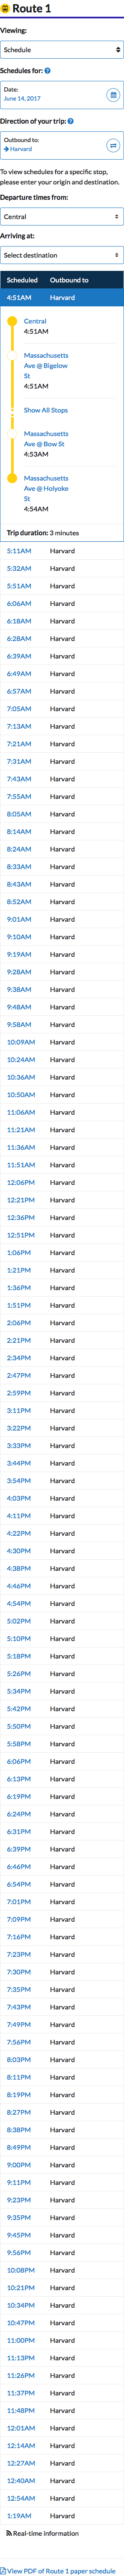 Route 1
Viewing:
Schedule
Schedules for:
Date:
June 14, 2017
Direction of your trip:
Outbound to:
Harvard
To view schedules for a specific stop,
please enter your origin and destination.
Departure times from:
Central
Arriving at:
Select destination
Scheduled Outbound to
4:51AM Harvard
Central
4:51AM
Massachusetts
Ave @ Bigelow
St
4:51AM
Show All Stops
Massachusetts
Ave @ Bow St
4:53AM
Massachusetts
Ave @ Holyoke
St
4:54AM
Trip duration: 3 minutes
5:11AM Harvard
5:32AM Harvard
5:51AM Harvard
6:06AM Harvard
6:18AM Harvard
6:28AM Harvard
6:39AM Harvard
6:49AM Harvard
6:57AM Harvard
7:05AM Harvard
7:13AM Harvard
7:21AM Harvard
7:31AM Harvard
7:43AM Harvard
7:55AM Harvard
8:05AM Harvard
8:14AM Harvard
8:24AM Harvard
8:33AM Harvard
8:43AM Harvard
8:52AM Harvard
9:01AM Harvard
9:10AM Harvard
9:19AM Harvard
9:28AM Harvard
9:38AM Harvard
9:48AM Harvard
9:58AM Harvard
10:09AM Harvard
10:24AM Harvard
10:36AM Harvard
10:50AM Harvard
11:06AM Harvard
11:21AM Harvard
11:36AM Harvard
11:51AM Harvard
12:06PM Harvard
12:21PM Harvard
12:36PM Harvard
12:51PM Harvard
1:06PM Harvard
1:21PM Harvard
1:36PM Harvard
1:51PM Harvard
2:06PM Harvard
2:21PM Harvard
2:34PM Harvard
2:47PM Harvard
2:59PM Harvard
3:11PM Harvard
3:22PM Harvard
3:33PM Harvard
3:44PM Harvard
3:54PM Harvard
4:03PM Harvard
4:11PM Harvard
4:22PM Harvard
4:30PM Harvard
4:38PM Harvard
4:46PM Harvard
4:54PM Harvard
5:02PM Harvard
5:10PM Harvard
5:18PM Harvard
5:26PM Harvard
5:34PM Harvard
5:42PM Harvard
5:50PM Harvard
5:58PM Harvard
6:06PM Harvard
6:13PM Harvard
6:19PM Harvard
6:24PM Harvard
6:31PM Harvard
6:39PM Harvard
6:46PM Harvard
6:54PM Harvard
7:01PM Harvard
7:09PM Harvard
7:16PM Harvard
7:23PM Harvard
7:30PM Harvard
7:35PM Harvard
7:43PM Harvard
7:49PM Harvard
7:56PM Harvard
8:03PM Harvard
8:11PM Harvard
8:19PM Harvard
8:27PM Harvard
8:38PM Harvard
8:49PM Harvard
9:00PM Harvard
9:11PM Harvard
9:23PM Harvard
9:35PM Harvard
9:45PM Harvard
9:56PM Harvard
10:08PM Harvard
10:21PM Harvard
10:34PM Harvard
10:47PM Harvard
11:00PM Harvard
11:13PM Harvard
11:26PM Harvard
11:37PM Harvard
11:48PM Harvard
12:01AM Harvard
12:14AM Harvard
12:27AM Harvard
12:40AM Harvard
12:54AM Harvard
1:19AM Harvard
Real-time information
View PDF of Route 1 paper schedule